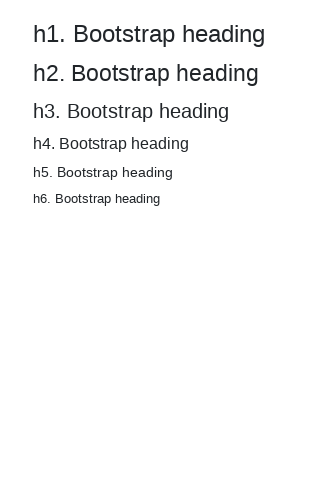 h1. Bootstrap heading
h2. Bootstrap heading
h3. Bootstrap heading
h4. Bootstrap heading
h5. Bootstrap heading
h6. Bootstrap heading